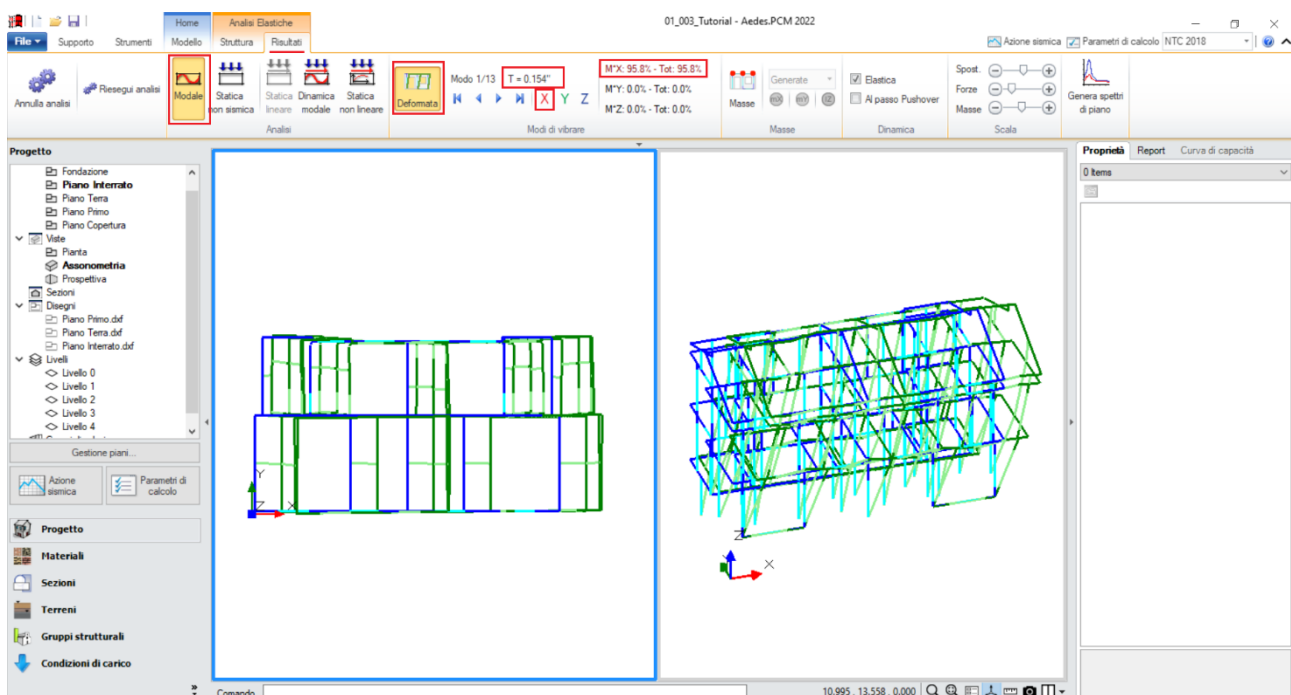 01_003_Tutorial - Aedes.PCM 2022
Home
Analisi Elastiche
File
Supporto
Strumenti
Modello
Struttura
Risultati
Azione sismica
Parametri di calcolo
NTC 2018
Annulla analisi
Riesegui analisi
Modale
Statica non sismica
Statica lineare
Dinamica modale
Statica non lineare
Analisi
Deformata
Modo 1/13
T = 0.154"
X Y Z
M*X: 95.8% - Tot: 95.8%
M*Y: 0.0% - Tot: 0.0%
M*Z: 0.0% - Tot: 0.0%
Modi di vibrare
Masse
Generate
Masse
Elastica
Al passo Pushover
Dinamica
Spost.
Forze
Masse
Scala
Genera spettri
di piano
Progetto
Fondazione
Piano Interrato
Piano Terra
Piano Primo
Piano Copertura
Viste
Pianta
Assonometria
Prospettiva
Sezioni
Disegni
Piano Primo.dxf
Piano Terra.dxf
Piano Interrato.dxf
Livelli
Livello 0
Livello 1
Livello 2
Livello 3
Livello 4
Gestione piani...
Azione
sismica
Parametri di
calcolo
Progetto
Materiali
Sezioni
Terreni
Gruppi strutturali
Condizioni di carico
Y
Z X
Z
X
Proprietà
Report
Curva di capacità
0 Items
Comando
10.995 , 13.558 , 0.000